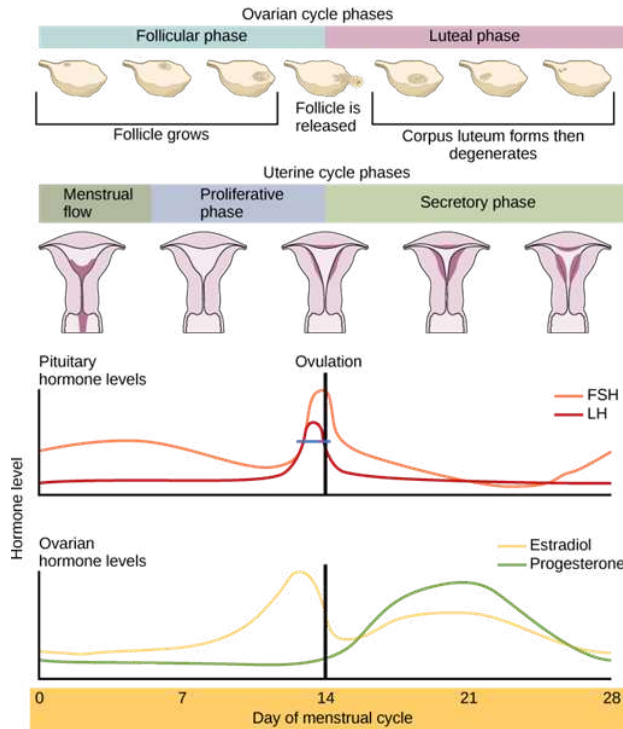 Ovarian cycle phases
Follicular phase
Luteal phase
Follicle grows
Follicle is
released
Corpus luteum forms then
degenerates
Uterine cycle phases
Menstrual
flow
Proliferative
phase
Secretory phase
Pituitary
hormone levels
Ovulation
FSH
LH
Hormone level
Ovarian
hormone levels
Estradiol
Progesterone
0 7 14 21 28
Day of menstrual cycle